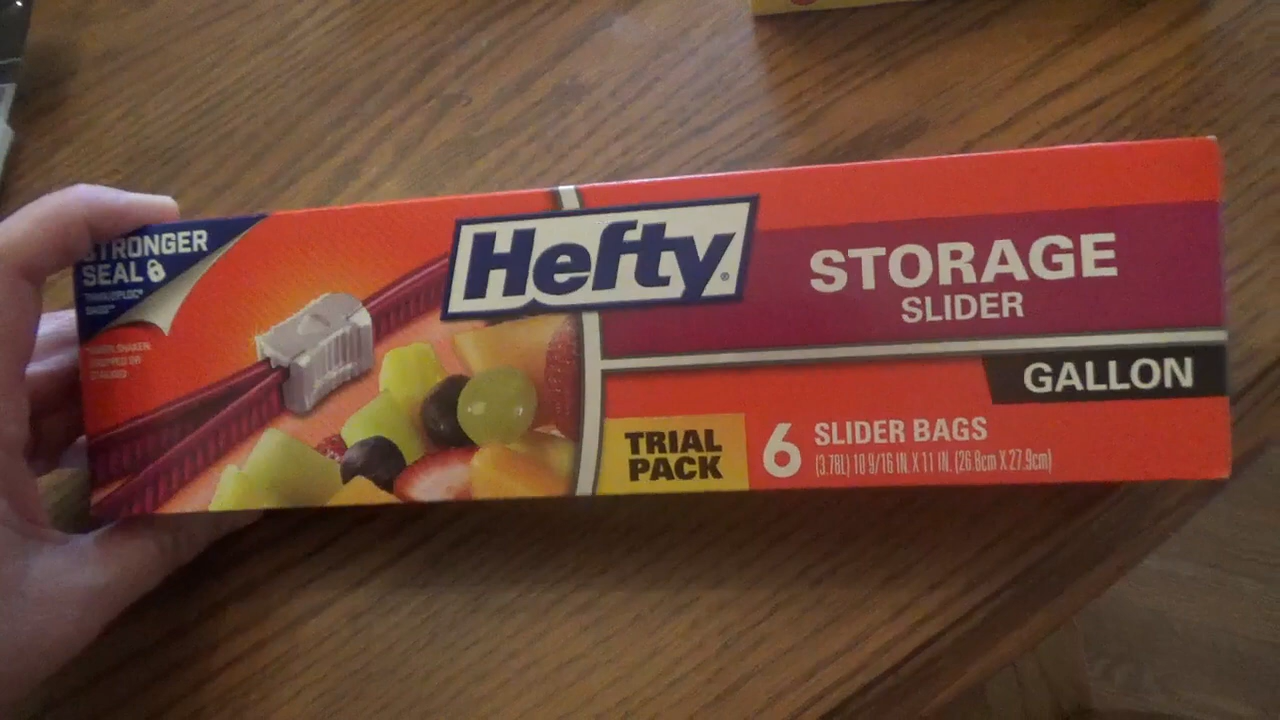 STRONGER
SEAL
Hefty
STORAGE
SLIDER
GALLON
TRIAL
PACK
6 SLIDER BAGS
(3.78L) 10 9/16 IN. X 11 IN. (26.8cm X 27.9cm)